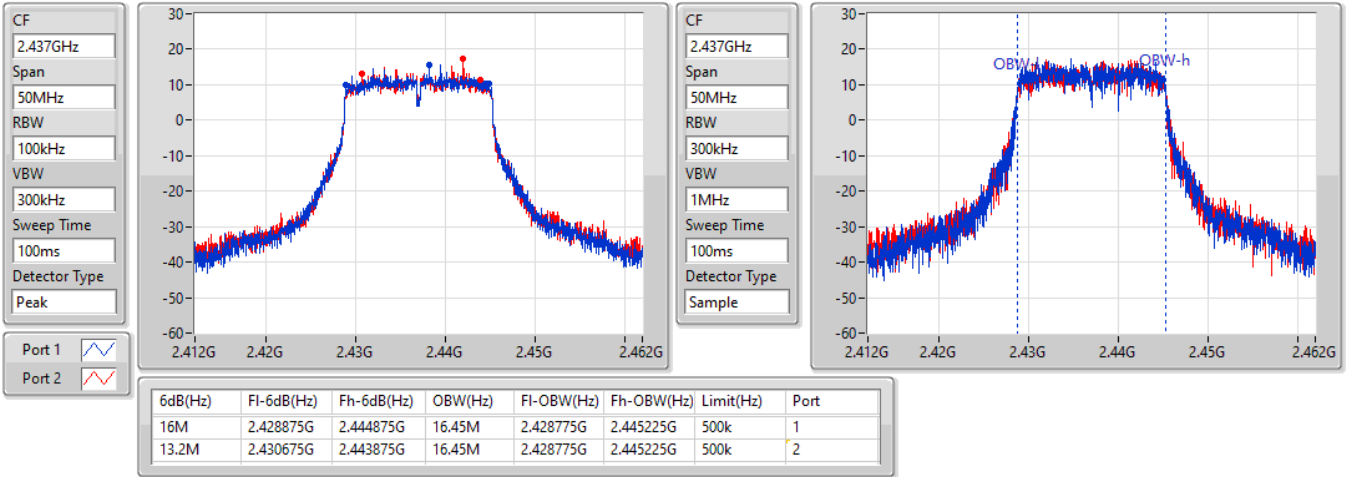 CF
2.437GHz
Span
50MHz
RBW
100kHz
VBW
300kHz
Sweep Time
100ms
Detector Type
Peak
30
20
10
0
-10
-20
-30
-40
-50
-60
2.412G 2.42G 2.43G 2.44G 2.45G 2.462G
CF
2.437GHz
Span
50MHz
RBW
300kHz
VBW
1MHz
Sweep Time
100ms
Detector Type
Sample
30
20
10
0
-10
-20
-30
-40
-50
-60
OBW-h
2.412G 2.42G 2.43G 2.44G 2.45G 2.462G
Port 1
Port 2
6dB(Hz) Fl-6dB(Hz) Fh-6dB(Hz) OBW(Hz) Fl-OBW(Hz) Fh-OBW(Hz) Limit(Hz) Port
16M 2.428875G 2.444875G 16.45M 2.428775G 2.445225G 500k 1
13.2M 2.430675G 2.443875G 16.45M 2.428775G 2.445225G 500k 2